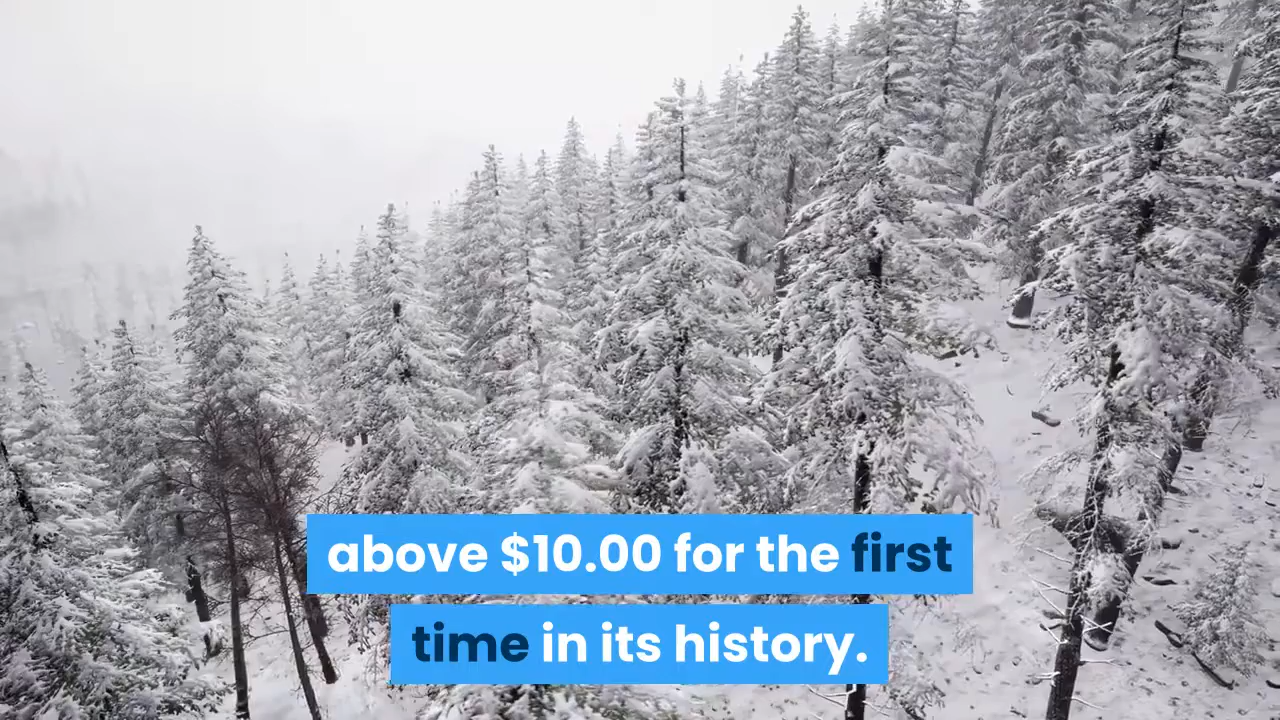 above $10.00 for the first
time in its history.